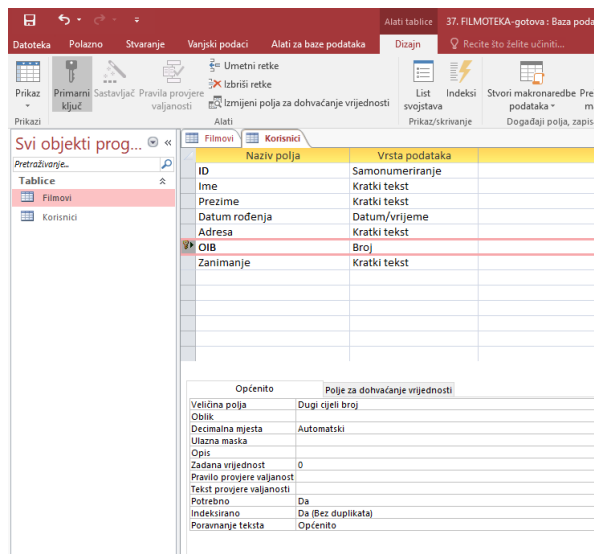 Alati tablice 37. FILMOTEKA-gotova : Baza poda
Datoteka Polazno Stvaranje Vanjski podaci Alati za baze podataka Dizajn Recite što želite učiniti...
Prikaz
Primarni ključ
Sastavljač
Pravila provjere valjanosti
Umetni retke
Izbriši retke
Izmijeni polja za dohvaćanje vrijednosti
List svojstava
Indeksi
Stvori makronaredbe podataka
Pre
m
Prikazi Alati Prikaz/skrivanje Događaji polja, zapis
Svi objekti prog...
Pretraživanje...
Tablice
Filmovi
Korisnici
Filmovi Korisnici
Naziv polja Vrsta podataka
ID Samonumeriranje
Ime Kratki tekst
Prezime Kratki tekst
Datum rođenja Datum/vrijeme
Adresa Kratki tekst
OIB Broj
Zanimanje Kratki tekst
Općenito Polje za dohvaćanje vrijednosti
Veličina polja Dugi cijeli broj
Oblik
Decimalna mjesta Automatski
Ulazna maska
Opis
Zadana vrijednost 0
Pravilo provjere valjanost
Tekst provjere valjanosti
Potrebno Da
Indeksirano Da (Bez duplikata)
Poravnanje teksta Općenito